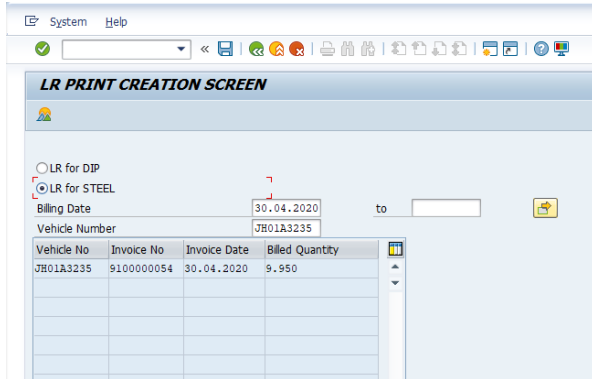 System Help
LR PRINT CREATION SCREEN
LR for DIP
LR for STEEL
Billing Date 30.04.2020 to
Vehicle Number JH01A3235
Vehicle No Invoice No Invoice Date Billed Quantity
JH01A3235 9100000054 30.04.2020 9.950